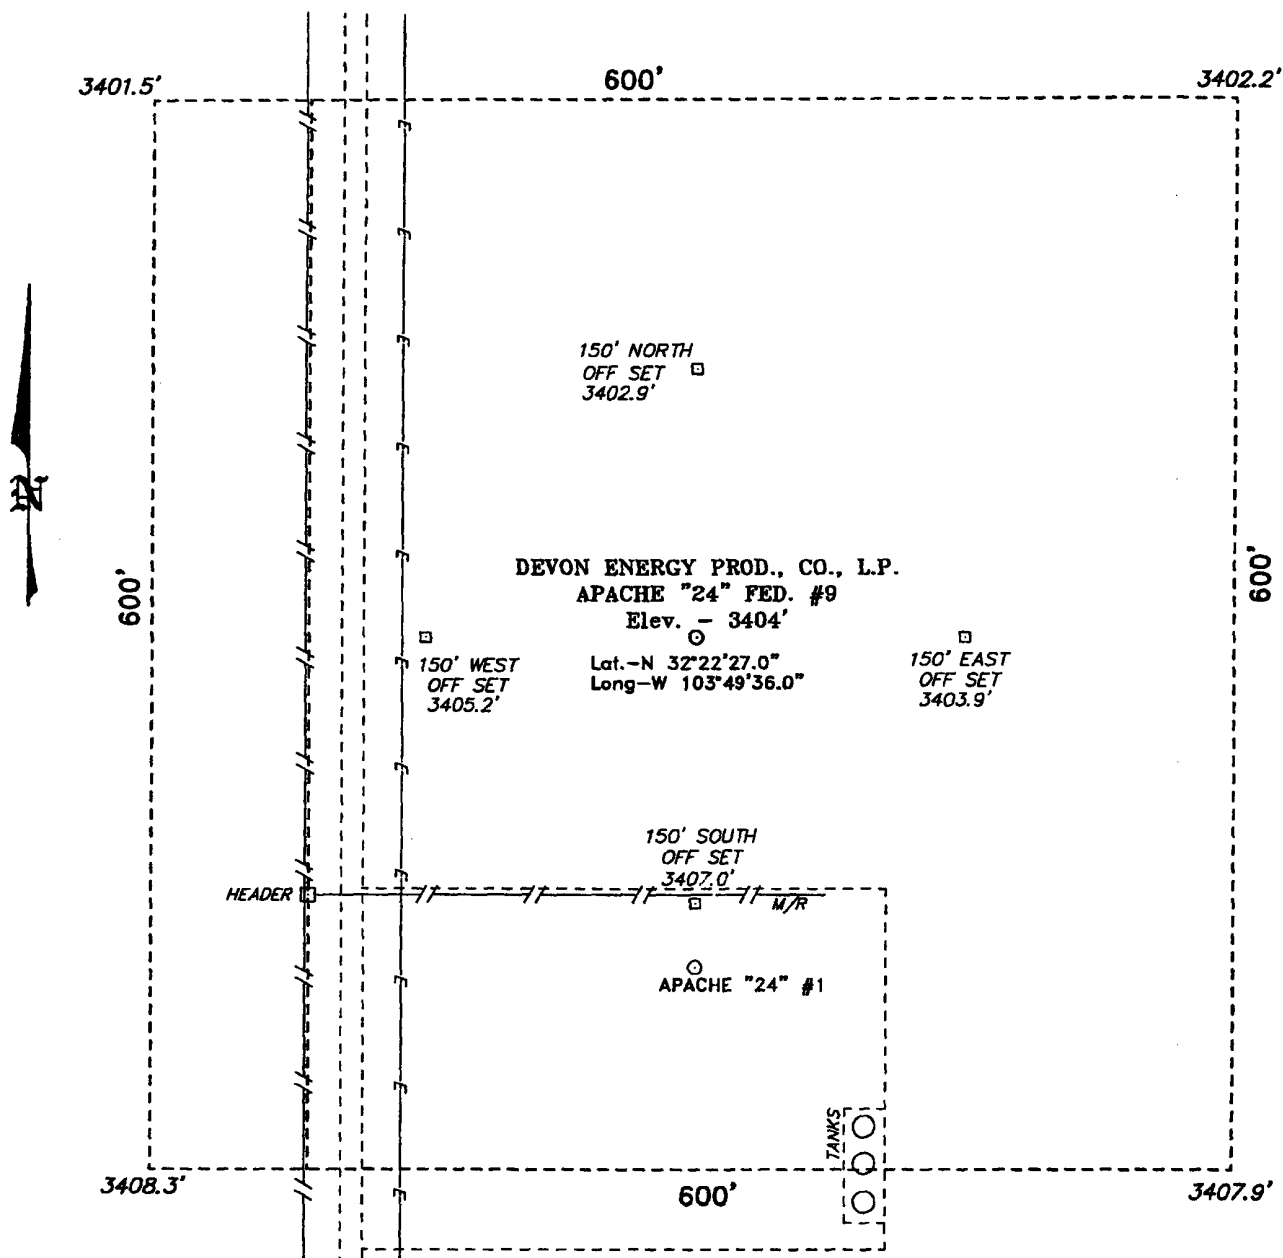 3401.5'
600'
3402.2'
150' NORTH
OFF SET
3402.9'
N
600'
DEVON ENERGY PROD., CO., L.P.
APACHE "24" FED. #9
Elev. - 3404'
Lat.-N 32°22'27.0"
Long-W 103°49'36.0"
600'
150' WEST
OFF SET
3405.2'
150' EAST
OFF SET
3403.9'
150' SOUTH
OFF SET
3407.0'
HEADER
M/R
APACHE "24" #1
TANKS
3408.3'
600'
3407.9'
E
E
E
E
E
E
E
E
E
E
E